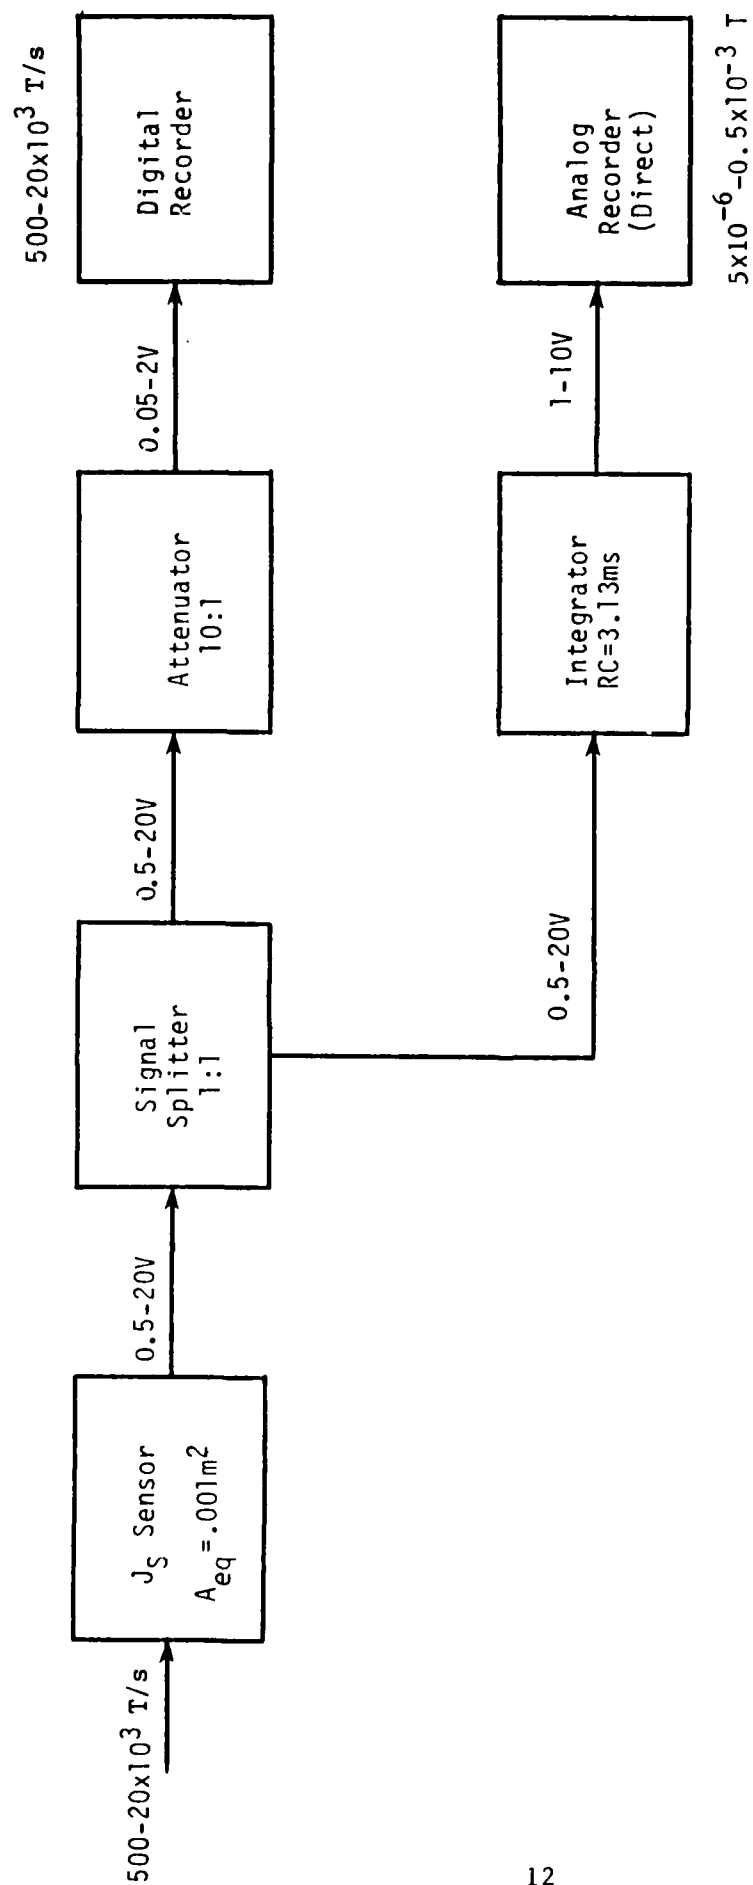 500-20x10³ T/s
J_S Sensor
A_eq=.001m²
0.5-20V
Signal
Splitter
1:1
0.5-20V
Attenuator
10:1
0.05-2V
Digital
Recorder
500-20x10³ T/s
0.5-20V
Integrator
RC=3.13ms
1-10V
Analog
Recorder
(Direct)
5x10⁻⁶-0.5x10⁻³ T
12